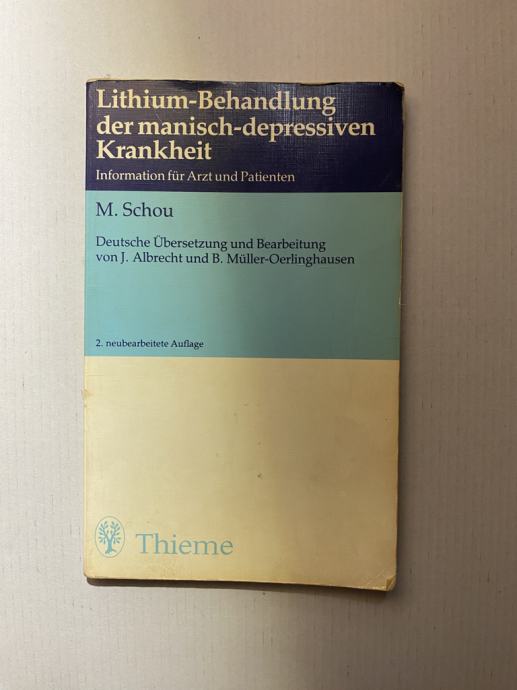 Lithium-Behandlung
der manisch-depressiven
Krankheit
Information für Arzt und Patienten
M. Schou
Deutsche Übersetzung und Bearbeitung
von J. Albrecht und B. Müller-Oerlinghausen
2. neubearbeitete Auflage
Thieme